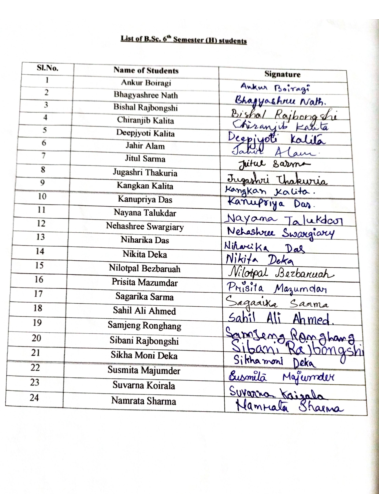 List of B.Sc. 6th Semester (H) students
Sl.No. Name of Students Signature
1 Ankur Boiragi Ankur Boiragi
2 Bhagyashree Nath Bhagyashree Nath.
3 Bishal Rajbongshi Bishal Rajbongshi
4 Chiranjib Kalita Chiranjib Kalita
5 Deepjyoti Kalita Deepjyoti Kalita
6 Jahir Alam Jahir Alam
7 Jitul Sarma Jitul Sarma
8 Jugashri Thakuria Jugashri Thakuria
9 Kangkan Kalita Kangkan Kalita.
10 Kanupriya Das Kanupriya Das.
11 Nayana Talukdar Nayana Talukdar
12 Nehashree Swargiary Nehashree Swargiary
13 Niharika Das Niharika Das
14 Nikita Deka Nikita Deka
15 Nilotpal Bezbaruah Nilotpal Bezbaruah
16 Prisita Mazumdar Prisita Mazumdar
17 Sagarika Sarma Sagarika Sarma
18 Sahil Ali Ahmed Sahil Ali Ahmed.
19 Samjeng Ronghang Samjeng Ronghang
20 Sibani Rajbongshi Sibani Rajbongshi
21 Sikha Moni Deka Sikhamoni Deka
22 Susmita Majumder Susmita Majumder
23 Suvarna Koirala Suvarna Koirala
24 Namrata Sharma Namrata Sharma